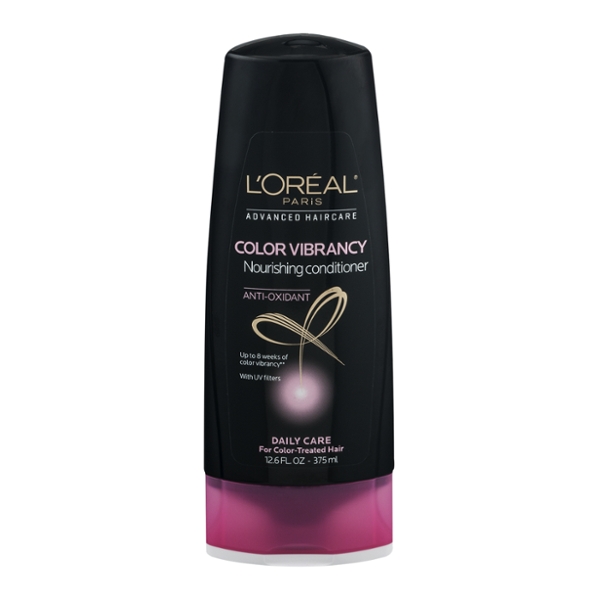 L'ORÉAL®
PARIS
ADVANCED HAIRCARE
COLOR VIBRANCY
Nourishing conditioner
ANTI-OXIDANT
Up to 8 weeks of
color vibrancy**
With UV filters
DAILY CARE
For Color-Treated Hair
12.6 FL. OZ - 375 ml